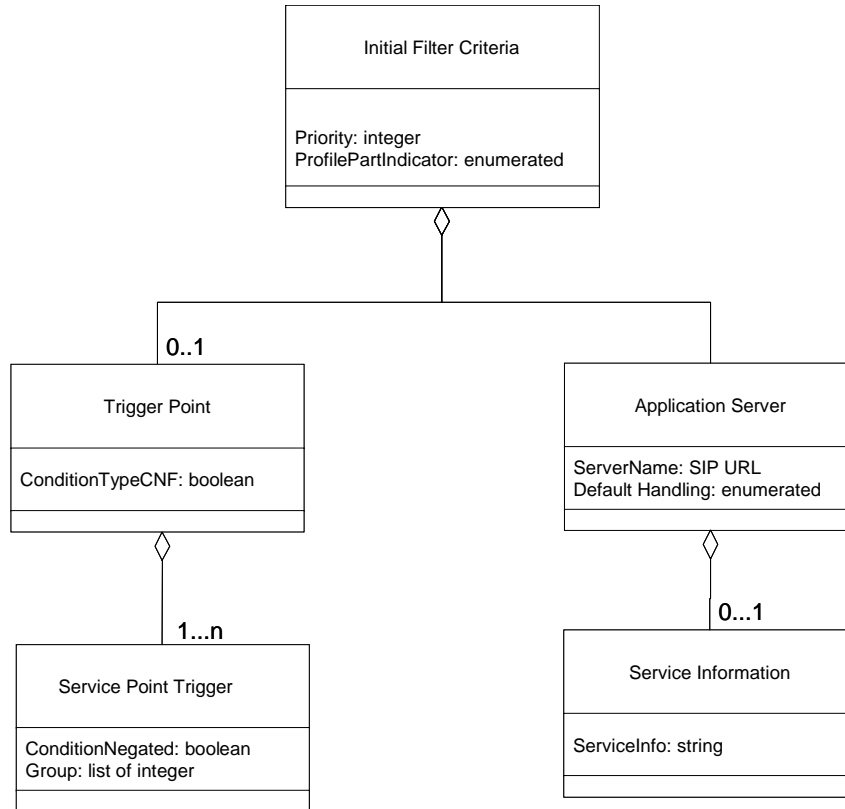 Initial Filter Criteria
Priority: integer
ProfilePartIndicator: enumerated
0..1
Trigger Point
ConditionTypeCNF: boolean
Application Server
ServerName: SIP URL
Default Handling: enumerated
1...n
Service Point Trigger
ConditionNegated: boolean
Group: list of integer
0...1
Service Information
ServiceInfo: string